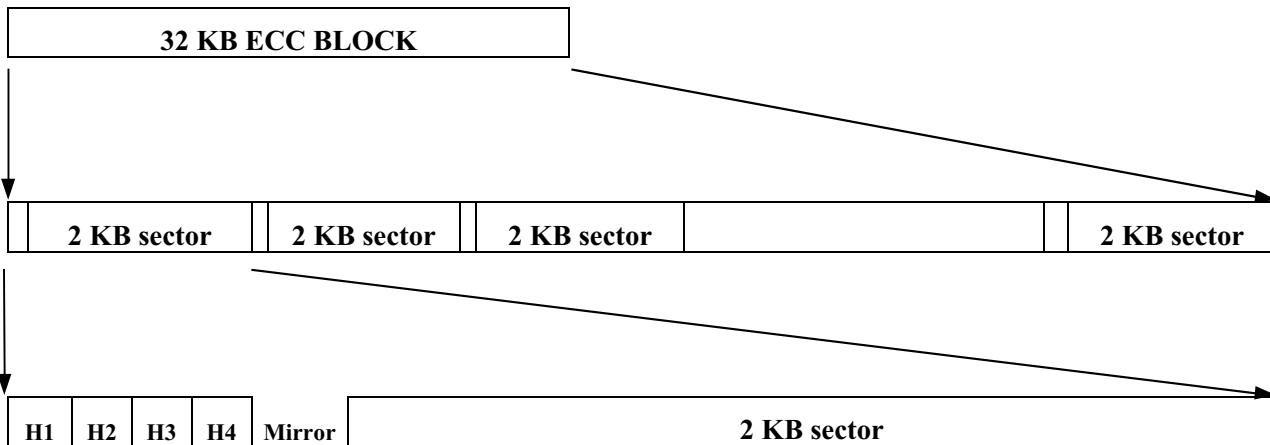 32 KB ECC BLOCK
2 KB sector 2 KB sector 2 KB sector 2 KB sector
H1 H2 H3 H4 Mirror 2 KB sector